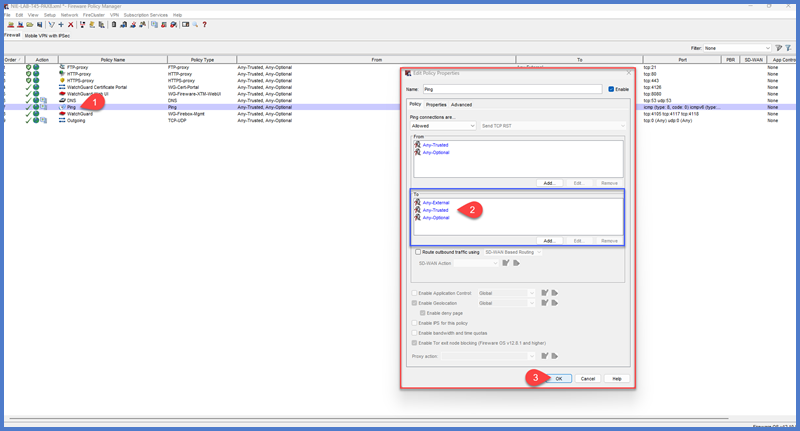 NIE-LAB-T45-PAXB.xml *- Fireware Policy Manager
File Edit View Setup Network FireCluster VPN Subscription Services Help
Firewall Mobile VPN with IPSec
Filter: None
Order Action Policy Name Policy Type From To Port PBR SD-WAN App Contro
FTP-proxy FTP-proxy Any-Trusted, Any-Optional tcp:21 None
HTTP-proxy HTTP-proxy Any-Trusted, Any-Optional tcp:80 None
HTTPS-proxy HTTPS-proxy Any-Trusted, Any-Optional tcp:443 None
WatchGuard Certificate Portal WG-Cert-Portal Any-Trusted, Any-Optional tcp:4126 None
WatchGuard UI WG-Fireware-XTM-WebUI Any-Trusted, Any-Optional tcp:8080 None
DNS DNS Any-Trusted, Any-Optional tcp:53 udp:53 None
Ping Ping Any-Trusted, Any-Optional icmp (type: 8, code: 0) icmpv6 (type... None
WatchGuard WG-Firebox-Mgmt Any-Trusted, Any-Optional tcp:4105 tcp:4117 tcp:4118 None
Outgoing TCP-UDP Any-Trusted, Any-Optional tcp:0 (Any) udp:0 (Any) None
1
Edit Policy Properties
Name: Ping Enable
Policy Properties Advanced
Ping connections are...
Allowed Send TCP RST
From
Any-Trusted
Any-Optional
Add... Edit... Remove
To
Any-External
Any-Trusted
Any-Optional
2
Add... Edit... Remove
Route outbound traffic using SD-WAN Based Routing
SD-WAN Action
Enable Application Control Global
Enable Geolocation Global
Enable deny page
Enable IPS for this policy
Enable bandwidth and time quotas
Enable Tor exit node blocking (Fireware OS v12.8.1 and higher)
Proxy action:
3
OK Cancel Help